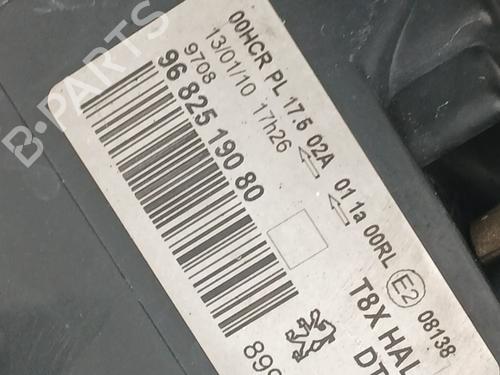 00HCR PL 17.5 02A 01 1a 00RL E2 08138
13/01/10 17h26
9708
96 825 190 80
T8X HAL
DT
899
B-PARTS